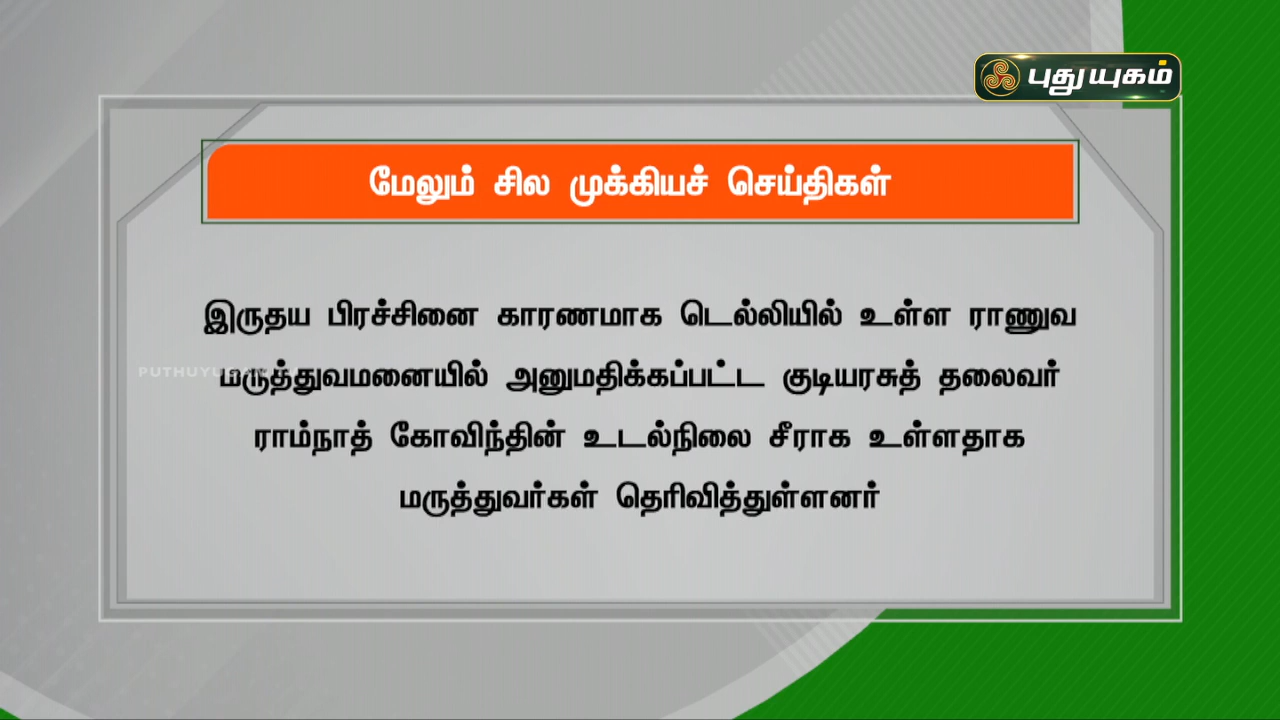 புதுயுகம்
மேலும் சில முக்கியச் செய்திகள்
இருதய பிரச்சினை காரணமாக டெல்லியில் உள்ள ராணுவ
மருத்துவமனையில் அனுமதிக்கப்பட்ட குடியரசுத் தலைவர்
ராம்நாத் கோவிந்தின் உடல்நிலை சீராக உள்ளதாக
மருத்துவர்கள் தெரிவித்துள்ளனர்